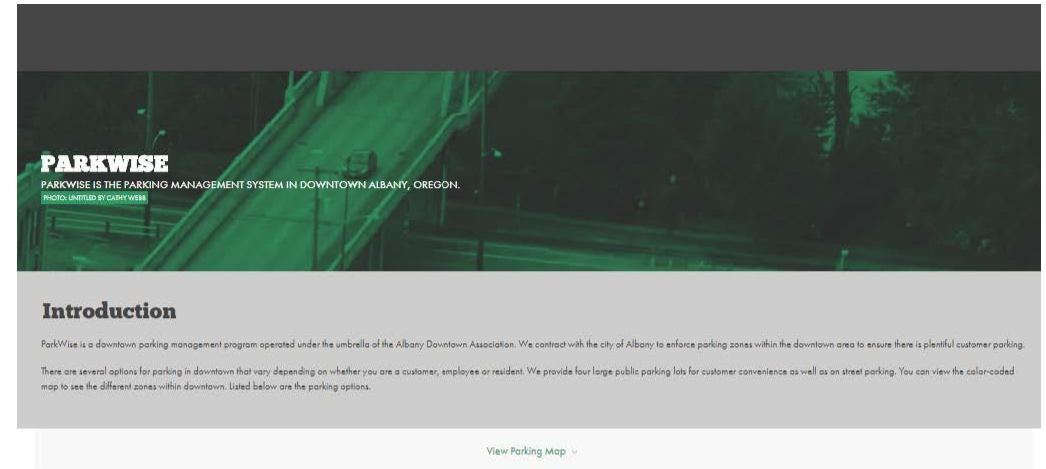 PARKWISE
PARKWISE IS THE PARKING MANAGEMENT SYSTEM IN DOWNTOWN ALBANY, OREGON.
PHOTO: UNTITLED BY CATHY WEBB
Introduction
ParkWise is a downtown parking management program operated under the umbrella of the Albany Downtown Association. We contract with the city of Albany to enforce parking zones within the downtown area to ensure there is plentiful customer parking.
There are several options for parking in downtown that vary depending on whether you are a customer, employee or resident. We provide four large public parking lots for customer convenience as well as on street parking. You can view the color-coded
map to see the different zones within downtown. Listed below are the parking options.
View Parking Map